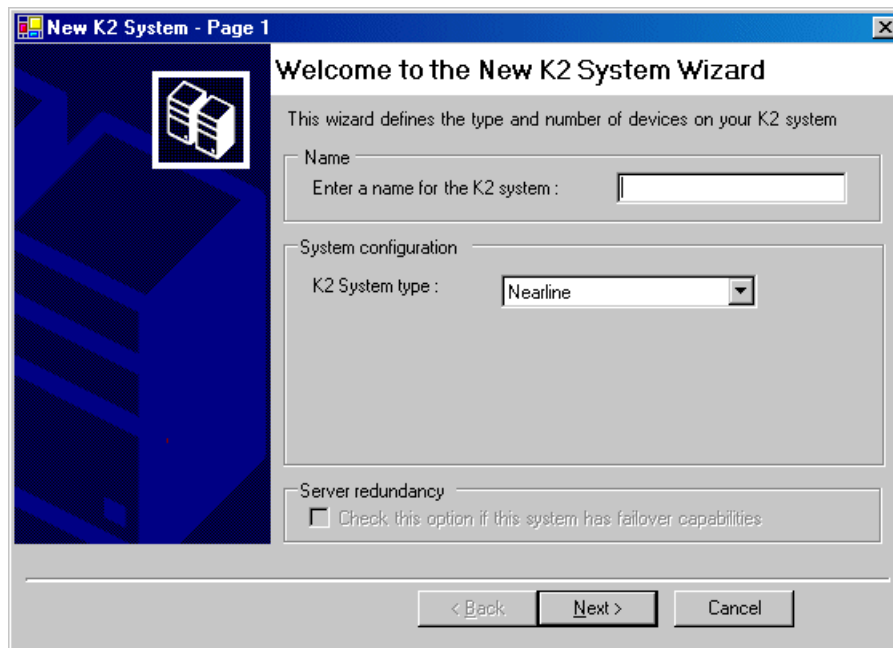 New K2 System - Page 1
Welcome to the New K2 System Wizard
This wizard defines the type and number of devices on your K2 system
Name
Enter a name for the K2 system :
System configuration
K2 System type :
Nearline
Server redundancy
Check this option if this system has failover capabilities
< Back
Next >
Cancel